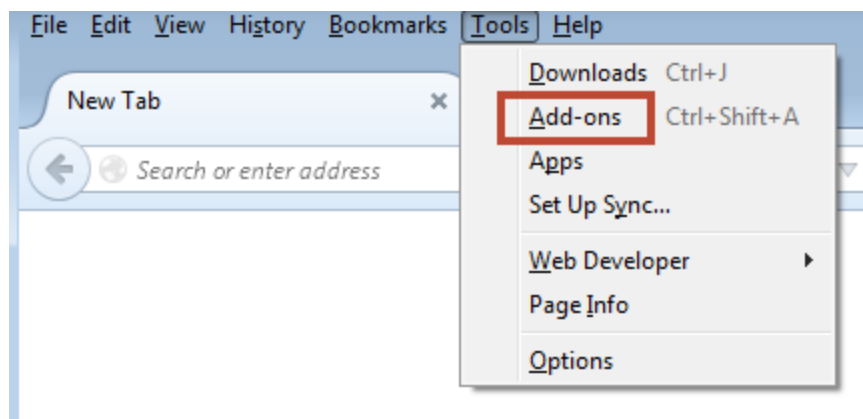 File Edit View History Bookmarks Tools Help
New Tab
Search or enter address
Downloads Ctrl+J
Add-ons Ctrl+Shift+A
Apps
Set Up Sync...
Web Developer
Page Info
Options